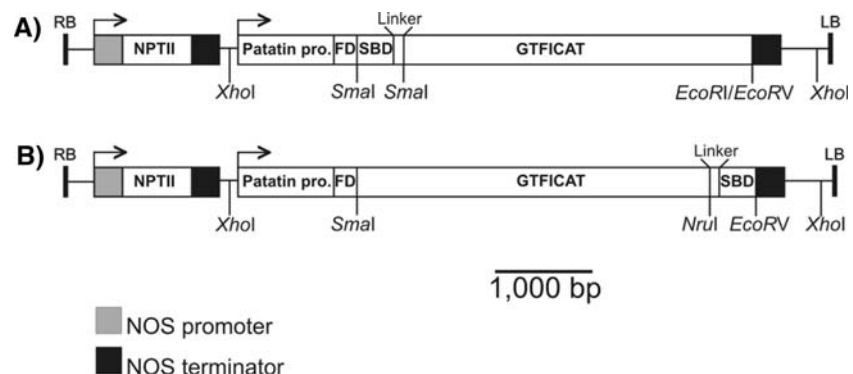 A)
RB
Linker
LB
NPTII
Patatin pro.
FD
SBD
GTFICAT
XhoI
SmaI
SmaI
EcoRI/EcoRV
XhoI
B)
RB
Linker
LB
NPTII
Patatin pro.
FD
GTFICAT
SBD
XhoI
SmaI
NruI
EcoRV
XhoI
1,000 bp
NOS promoter
NOS terminator